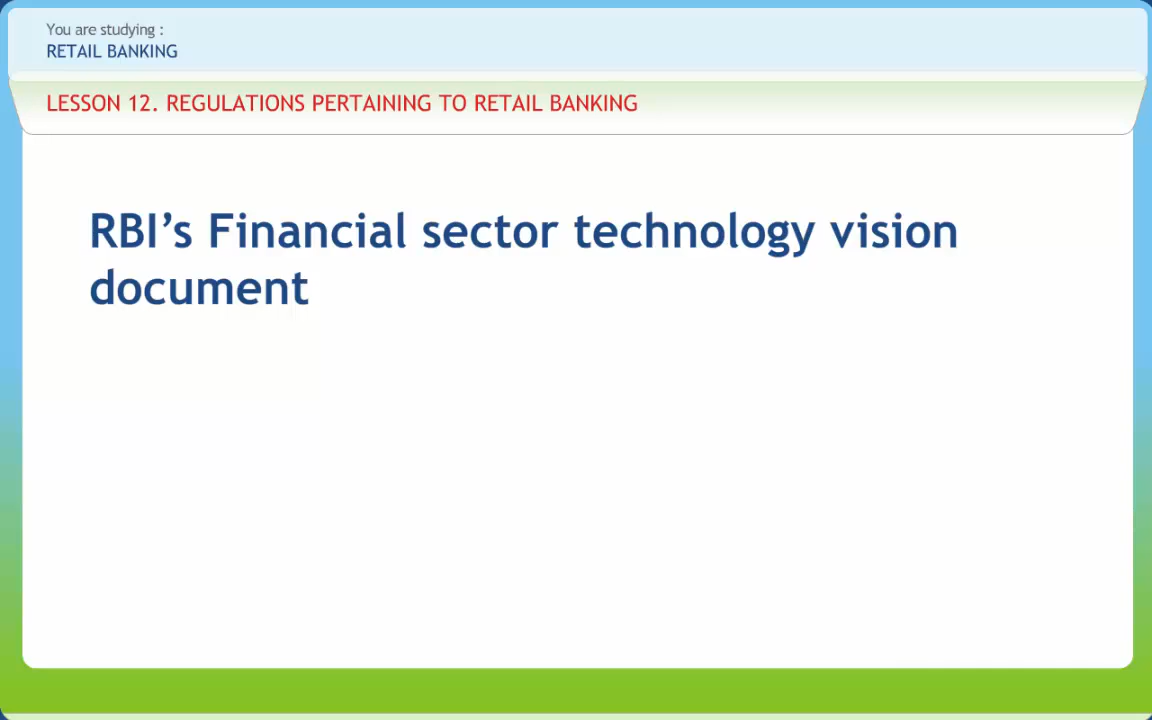 You are studying :
RETAIL BANKING
LESSON 12. REGULATIONS PERTAINING TO RETAIL BANKING
RBI’s Financial sector technology vision
document